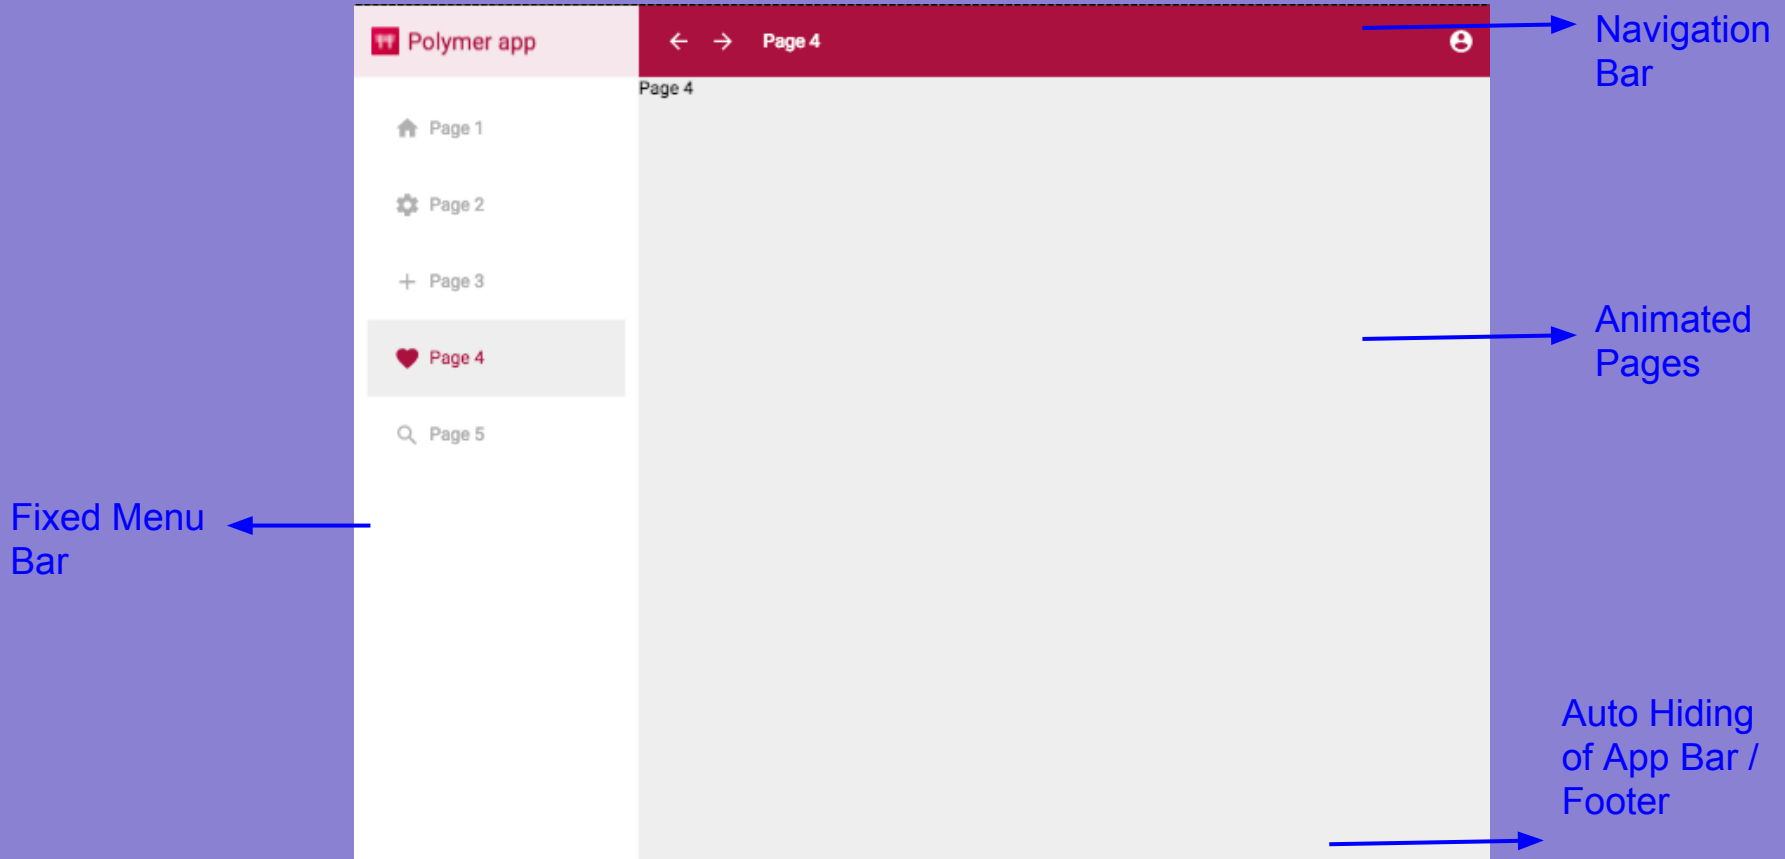 Polymer app
Page 4
Navigation
Bar
Page 4
Page 1
Page 2
Page 3
Page 4
Page 5
Animated
Pages
Fixed Menu
Bar
Auto Hiding
of App Bar /
Footer